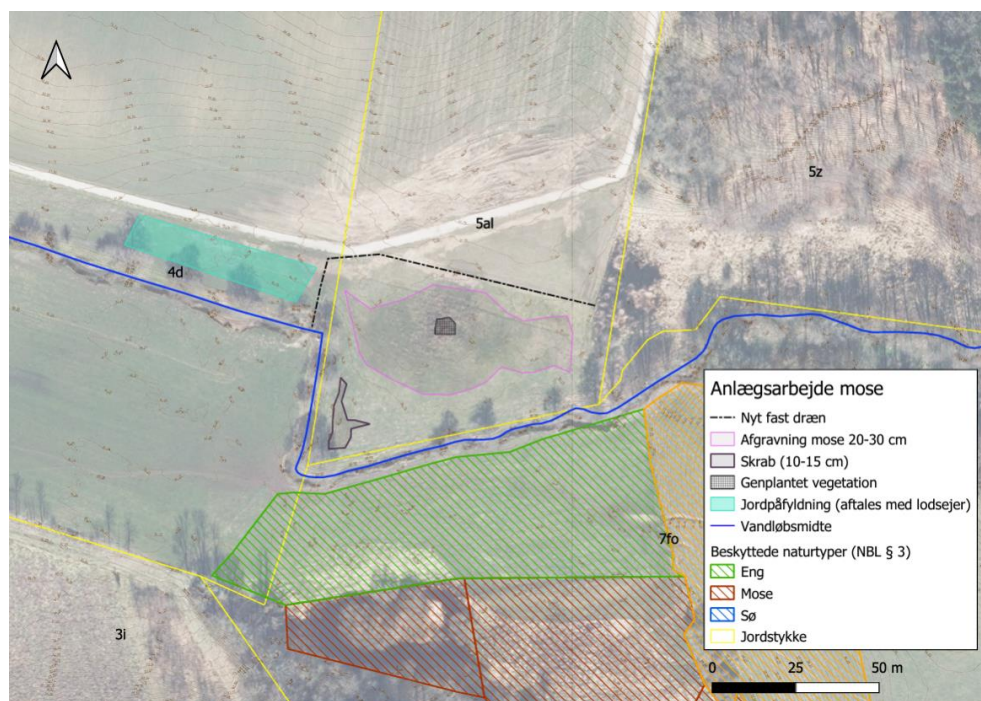 5z
5al
4d
7fo
3i
Anlægsarbejde mose
Nyt fast dræn
Afgravning mose 20-30 cm
Skrab (10-15 cm)
Genplantet vegetation
Jordpåfyldning (aftales med lodsejer)
Vandløbsmidte
Beskyttede naturtyper (NBL § 3)
Eng
Mose
Sø
Jordstykke
0 25 50 m